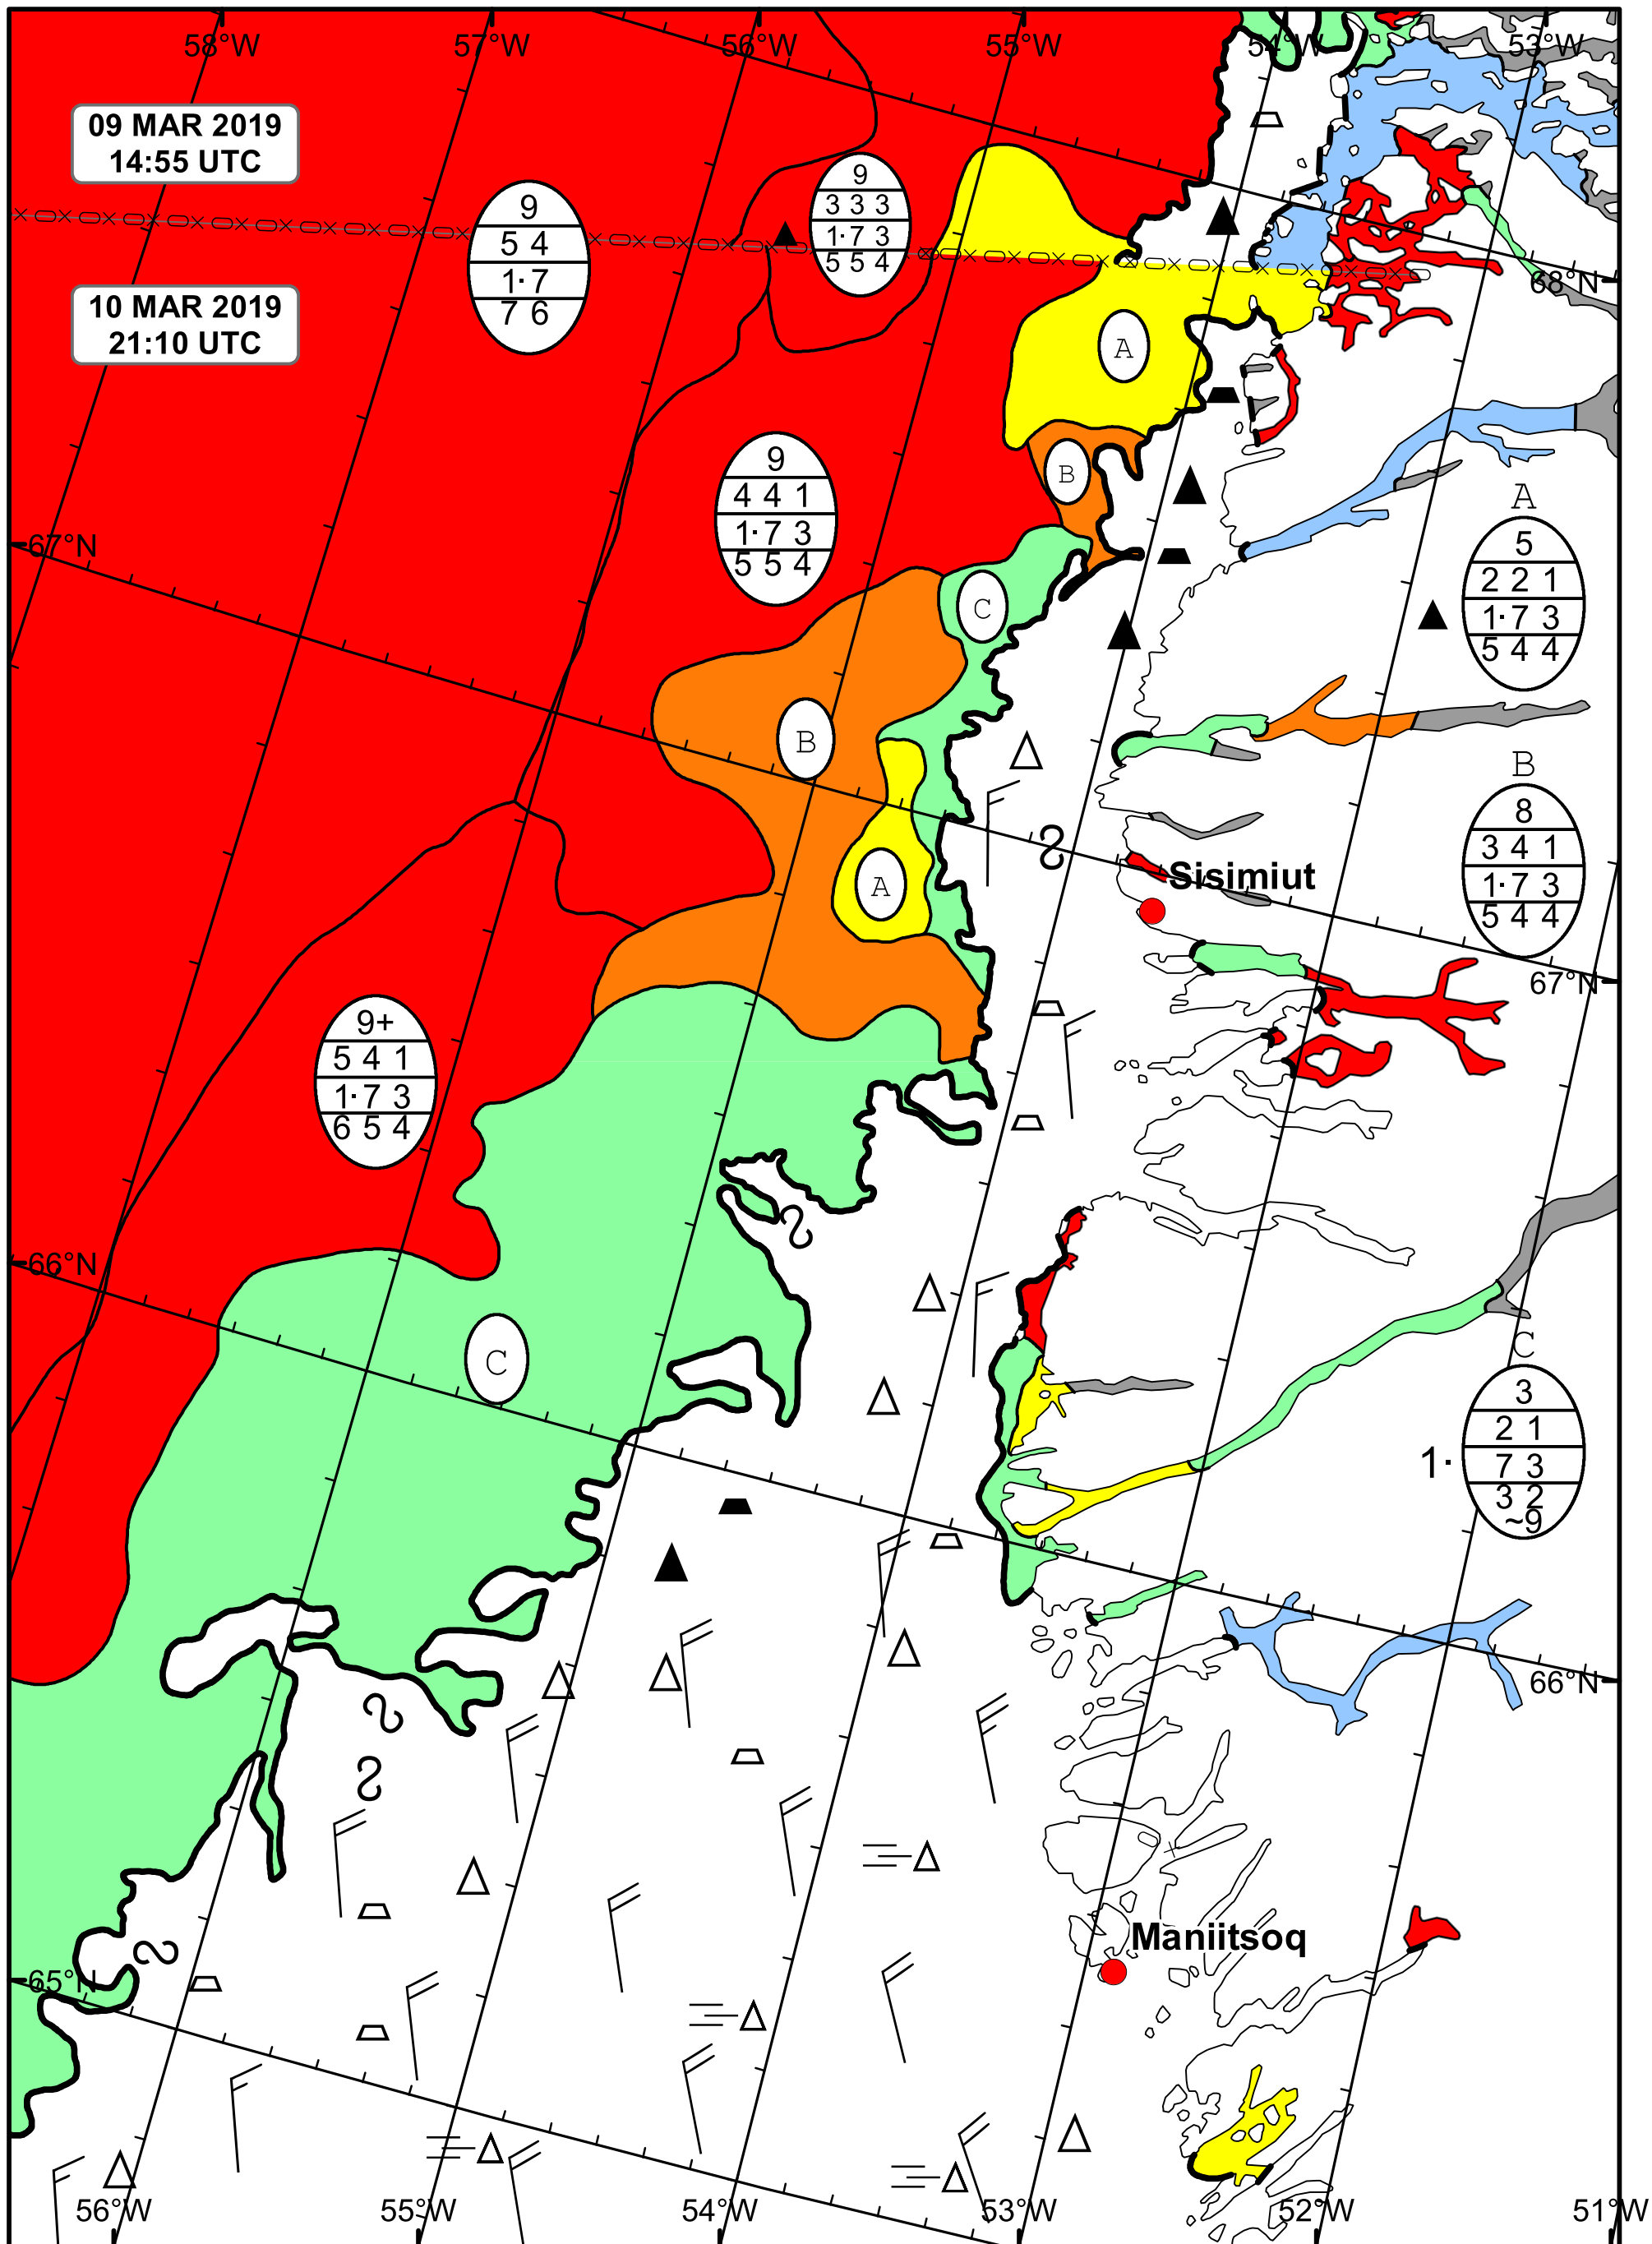 58°W
57°W
56°W
55°W
54°W
53°W
09 MAR 2019
14:55 UTC
10 MAR 2019
21:10 UTC
9
5 4
1· 7
7 6
9
3 3 3
1· 7 3
5 5 4
68°N
A
B
9
4 4 1
1· 7 3
5 5 4
67°N
A
5
2 2 1
1· 7 3
5 4 4
C
B
B
8
3 4 1
1· 7 3
5 4 4
A
Sisimiut
67°N
9+
5 4 1
1· 7 3
6 5 4
66°N
C
C
3
2 1
1· 7 3
3 2
~9
66°N
Maniitsoq
65°N
56°W
55°W
54°W
53°W
52°W
51°W